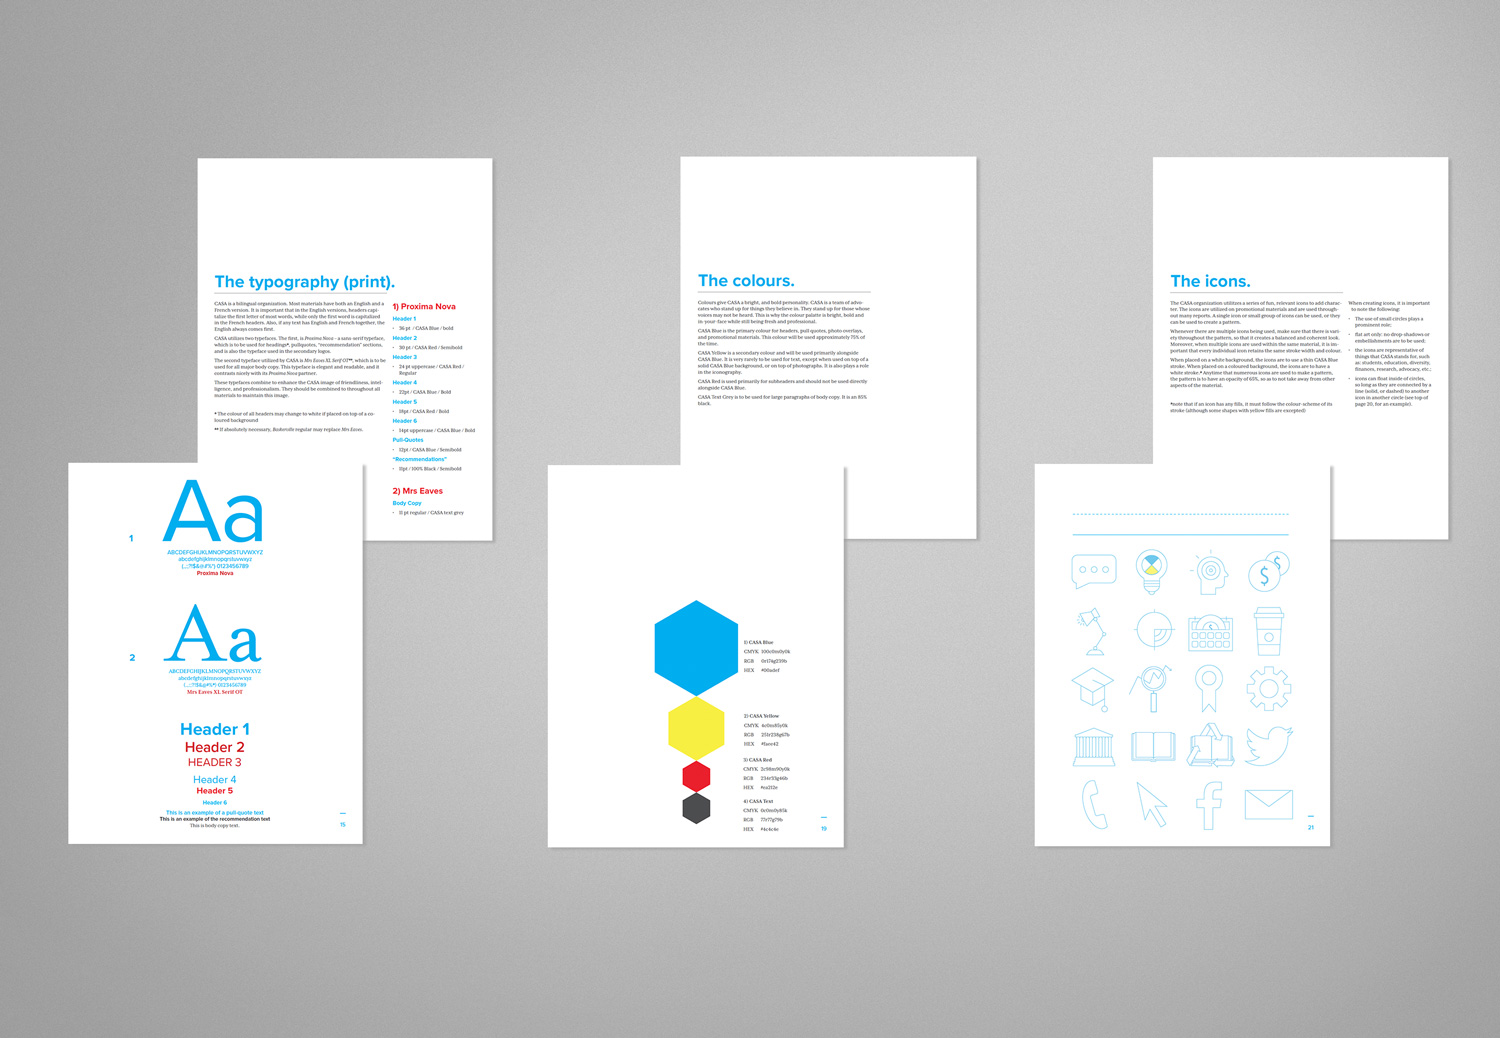 The typography (print).
CASA is a bilingual organization. Most materials have both an English and a
French version. It is important that in the English versions, headers capi-
talize the first letter of most words, while only the first word is capitalized
in the French headers. Also, if any text has English and French together, the
English always comes first.
CASA utilizes two typefaces. The first, is Proxima Nova - a sans serif typeface,
which is to be used for headings*, pullquotes, "recommendation" sections,
and is also the typeface used in the secondary logos.
The second typeface utilized by CASA is Mrs Eaves XL Serif OT**, which is to be
used for all major body copy. This typeface is elegant and readable, and it
contrasts nicely with its Proxima Nova partner.
These typefaces combine to enhance the CASA image of friendliness, intel-
ligence, and professionalism. They should be combined to throughout all
materials to maintain this image.
* The colour of all headers may change to white if placed on top of a co-
loured background
** If absolutely necessary, Baskerville regular may replace Mrs Eaves.
1) Proxima Nova
Header 1
• 36 pt / CASA Blue / bold
Header 2
• 30 pt / CASA Red / Semibold
Header 3
• 24 pt uppercase / CASA Red /
Regular
Header 4
• 22pt / CASA Blue / Semibold
Header 5
• 18pt / CASA Red / Bold
Header 6
• 14pt uppercase / CASA Blue / Bold
Pull-Quotes
• 12pt / CASA Blue / Semibold
"Recommendations"
• 11pt / 100% Black / Semibold
2) Mrs Eaves
Body Copy
• 11 pt regular / CASA text grey
1
Aa
ABCDEFGHIJKLMNOPQRSTUVWXYZ
abcdefghijklmnopqrstuvwxyz
(.,:;?!$&@#%*) 0123456789
Proxima Nova
2
Aa
ABCDEFGHIJKLMNOPQRSTUVWXYZ
abcdefghijklmnopqrstuvwxyz
(.,:;?!$&@#%*) 0123456789
Mrs Eaves XL Serif OT
Header 1
Header 2
HEADER 3
Header 4
Header 5
Header 6
This is an example of a pull-quote text
This is an example of the recommendation text
This is body copy text.
15
The colours.
Colours give CASA a bright, and bold personality. CASA is a team of advo-
cates who stand up for things they believe in. They stand up for those whose
voices may not be heard. This is why the colour palate is bright, bold and
in-your-face while still being fresh and professional.
CASA Blue is the primary colour for headers, pull quotes, photo overlays,
and promotional materials. This colour will be used approximately 75% of
the time.
CASA Yellow is a secondary colour and will be used primarily alongside
CASA Blue. It is very rarely to be used for text, except when used on top of a
solid CASA Blue background, or on top of photographs. It is also plays a role
in the iconography.
CASA Red is used primarily for subheaders and should not be used directly
alongside CASA Blue.
CASA Text Grey is to be used for large paragraphs of body copy. It is an 85%
black.
1) CASA Blue
CMYK 100c0m0y0k
RGB 0r174g239b
HEX #00adef
2) CASA Yellow
CMYK 4c0m85y0k
RGB 251r238g67b
HEX #faee42
3) CASA Red
CMYK 2c98m90y0k
RGB 234r33g46b
HEX #ea212e
4) CASA Text
CMYK 0c0m0y85k
RGB 77r77g79b
HEX #4c4c4c
19
The icons.
The CASA organization utilizes a series of fun, relevant icons to add charac-
ter. The icons are utilized on promotional materials and are used through-
out many reports. A single icon or small group of icons can be used, or they
can be used to create a pattern.
Whenever there are multiple icons being used, make sure that there is vari-
ety throughout the pattern, so that it creates a balanced and coherent look.
Moreover, when multiple icons are used within the same material, it is im-
portant that every individual icon retains the same stroke width and colour.
When placed on a white background, the icons are to use a thin CASA Blue
stroke. When placed on a coloured background, the icons are to have a
white stroke.* Anytime that numerous icons are used to make a pattern,
the pattern is to have an opacity of 65%, so as to not take away from other
aspects of the material.
*note that if an icon has any fills, it must follow the colour-scheme of its
stroke (although some shapes with yellow fills are excepted)
When creating icons, it is important
to note the following:
• The use of small circles plays a
prominent role;
• flat art only: no deep-shadows or
embellishments are to be used;
• the icons are representative of
things that CASA stands for, such
as: students, education, diversity,
finances, research, advocacy, etc.;
• icons can float inside of circles,
so long as they are connected by a
line (solid, or dashed) to another
icon in another circle (see top of
page 20, for an example).
$
$
$
f
21